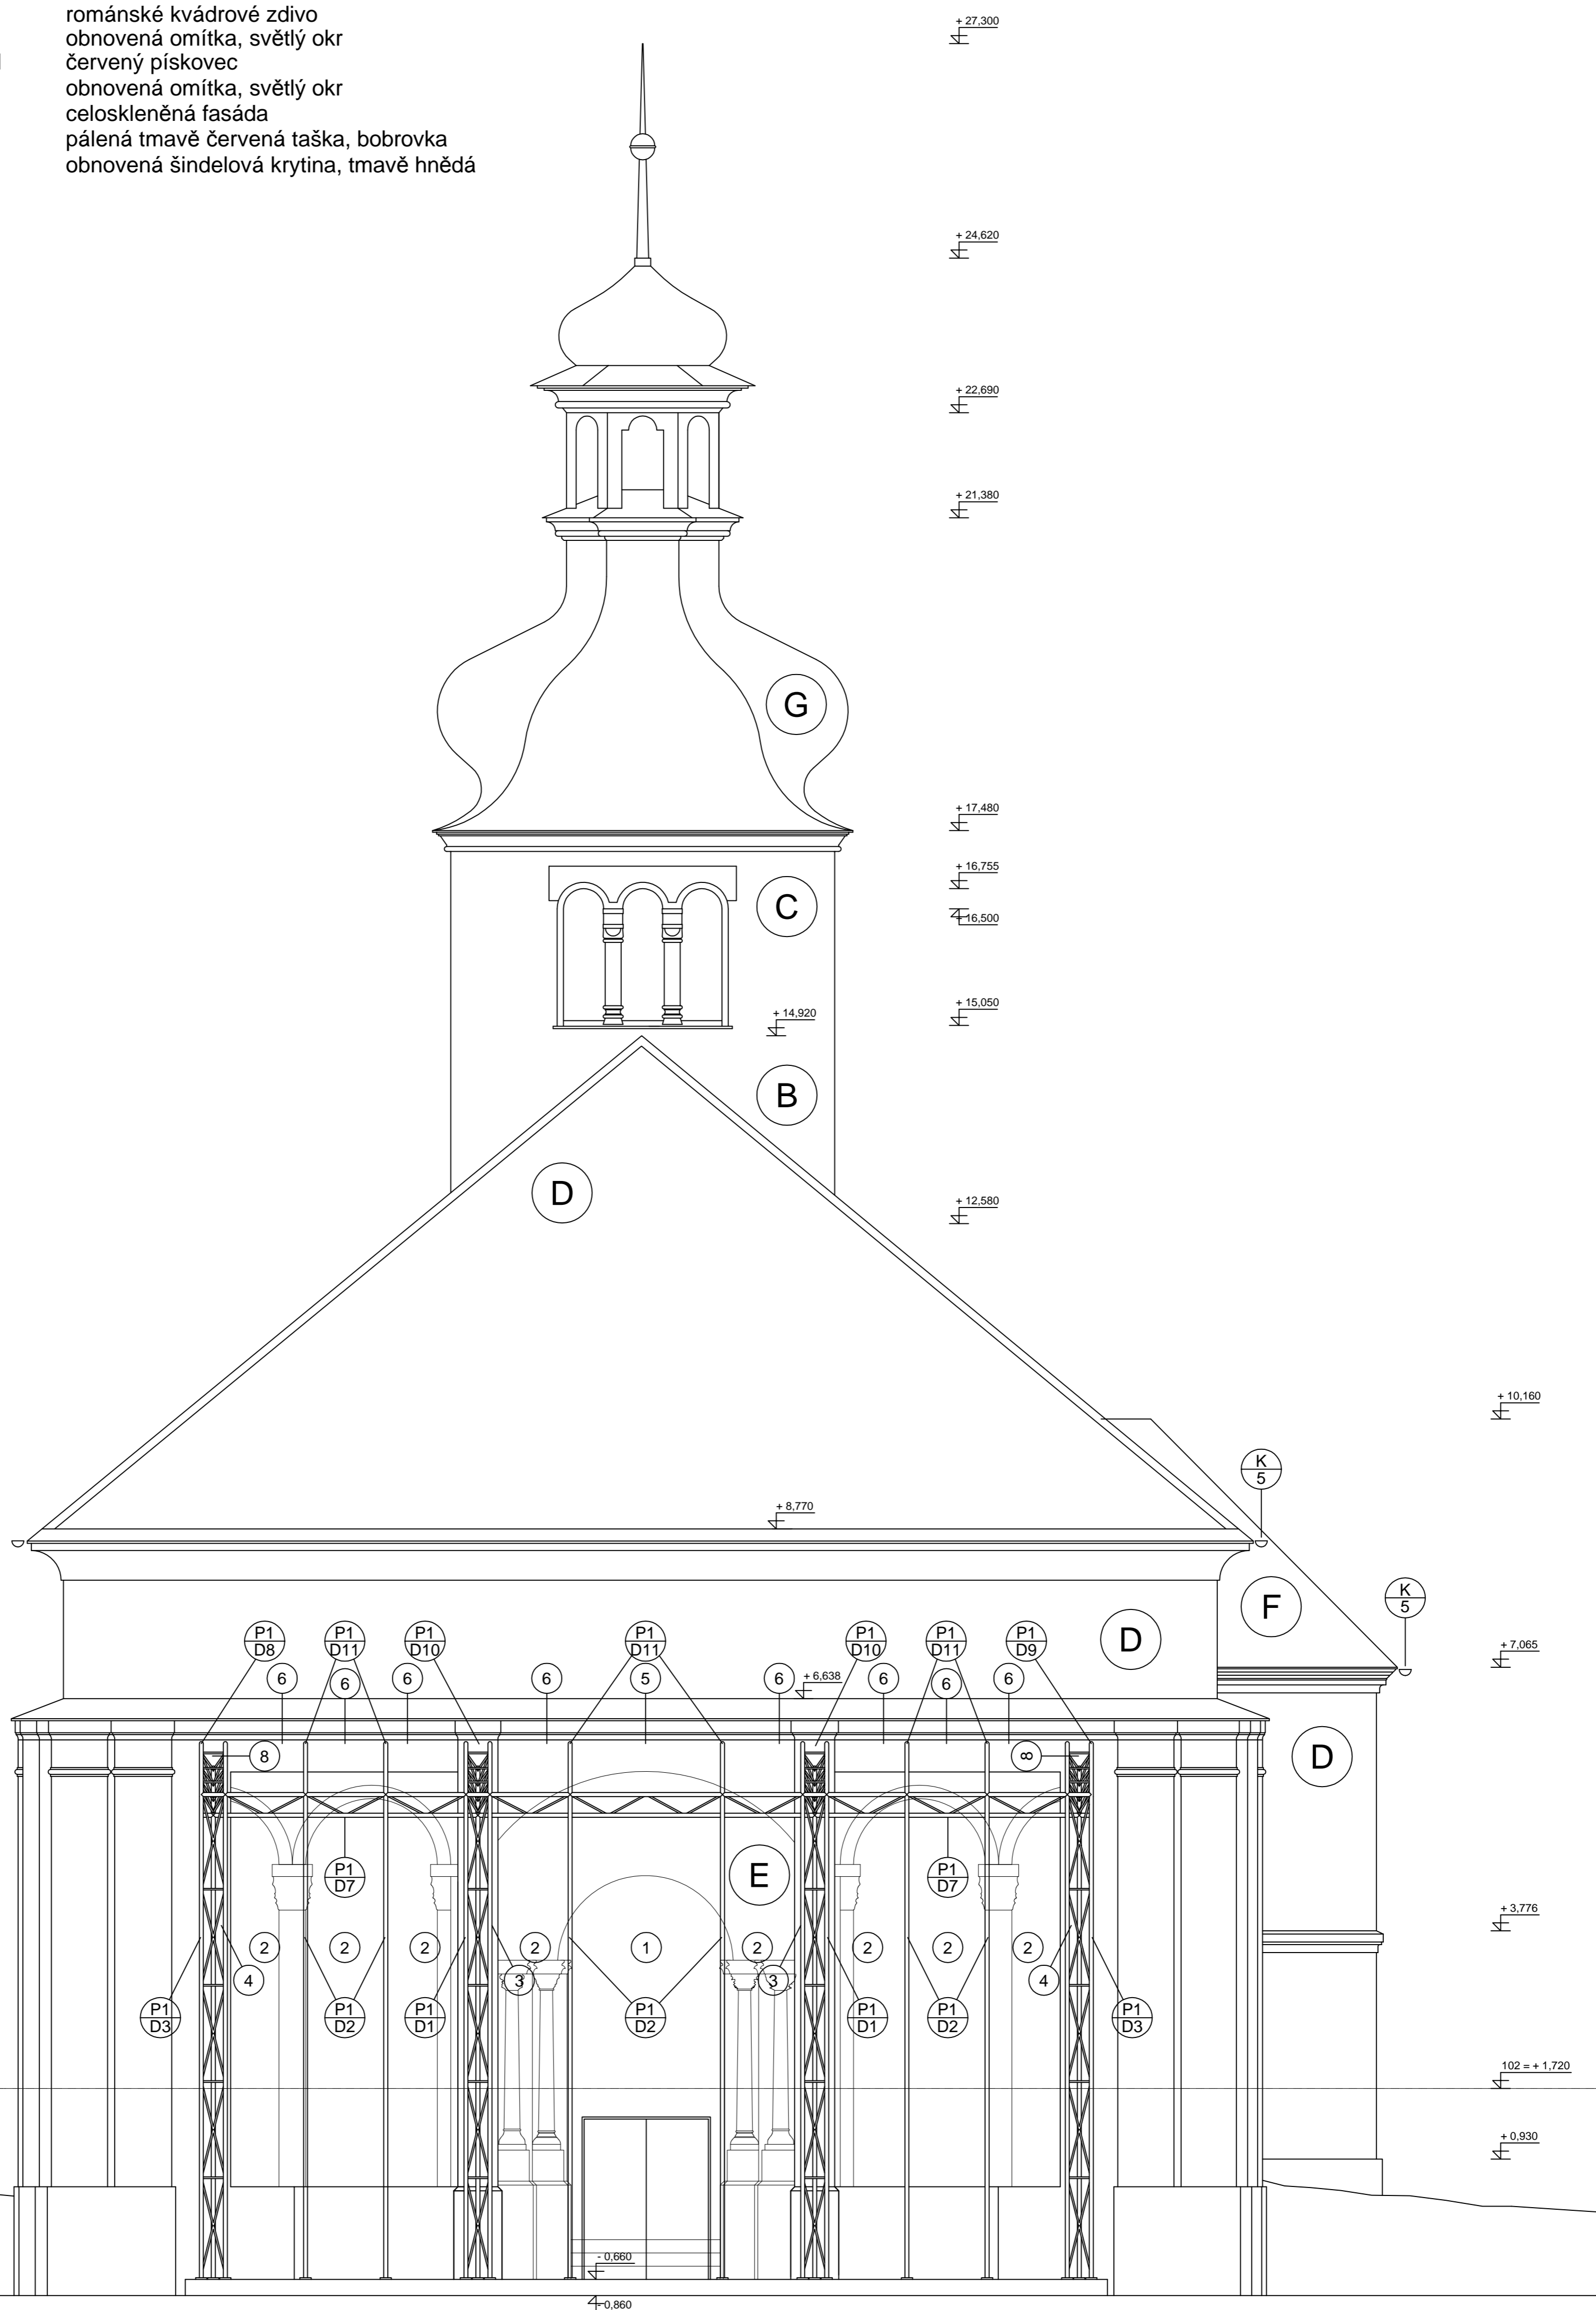 románské kvádrové zdivo
obnovená omítka, světlý okr
červený pískovec
obnovená omítka, světlý okr
celoskleněná fasáda
pálená tmavě červená taška, bobrovka
obnovená šindelová krytina, tmavě hnědá
+ 27,300
+ 24,620
+ 22,690
+ 21,380
G
+ 17,480
+ 16,755
C
+ 16,500
+ 15,050
+ 14,920
B
D
+ 12,580
+ 10,160
K
5
+ 8,770
K
5
F
D
P1
D8
P1
D11
P1
D10
P1
D11
P1
D10
P1
D11
P1
D9
+ 7,065
6 6 6 6 5 6 6 6 6
+ 6,638
8 8
D
E
P1
D7
P1
D7
+ 3,776
2 2 2 2 1 2 2 2 2
4 3 3 4
P1
D3
P1
D2
P1
D1
P1
D2
P1
D1
P1
D2
P1
D3
102 = + 1,720
+ 0,930
- 0,660
- 0,860